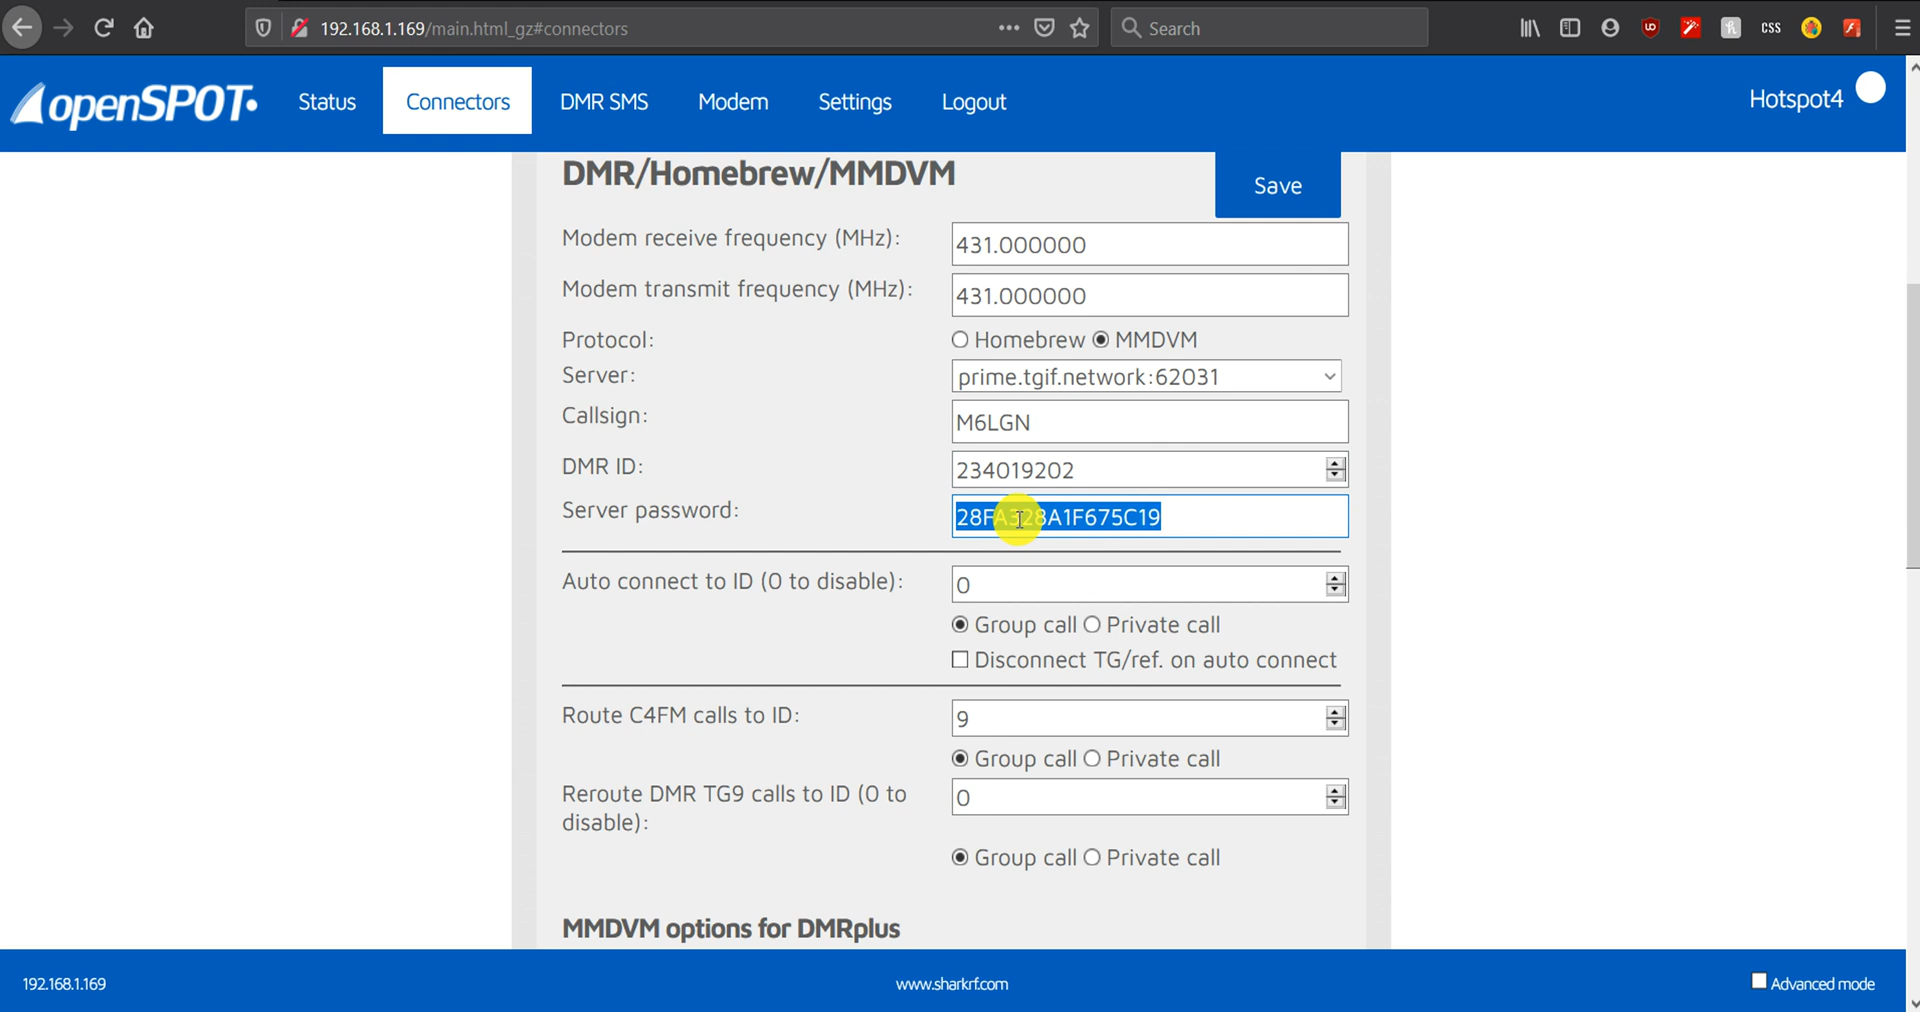 192.168.1.169/main.html_gz#connectors
Search
CSS
openSPOT
Status
Connectors
DMR SMS
Modem
Settings
Logout
Hotspot4
DMR/Homebrew/MMDVM
Save
Modem receive frequency (MHz):
431.000000
Modem transmit frequency (MHz):
431.000000
Protocol:
Homebrew
MMDVM
Server:
prime.tgif.network:62031
Callsign:
M6LGN
DMR ID:
234019202
Server password:
28FA328A1F675C19
Auto connect to ID (0 to disable):
0
Group call
Private call
Disconnect TG/ref. on auto connect
Route C4FM calls to ID:
9
Group call
Private call
Reroute DMR TG9 calls to ID (0 to
disable):
0
Group call
Private call
MMDVM options for DMRplus
192.168.1.169
www.sharkrf.com
Advanced mode